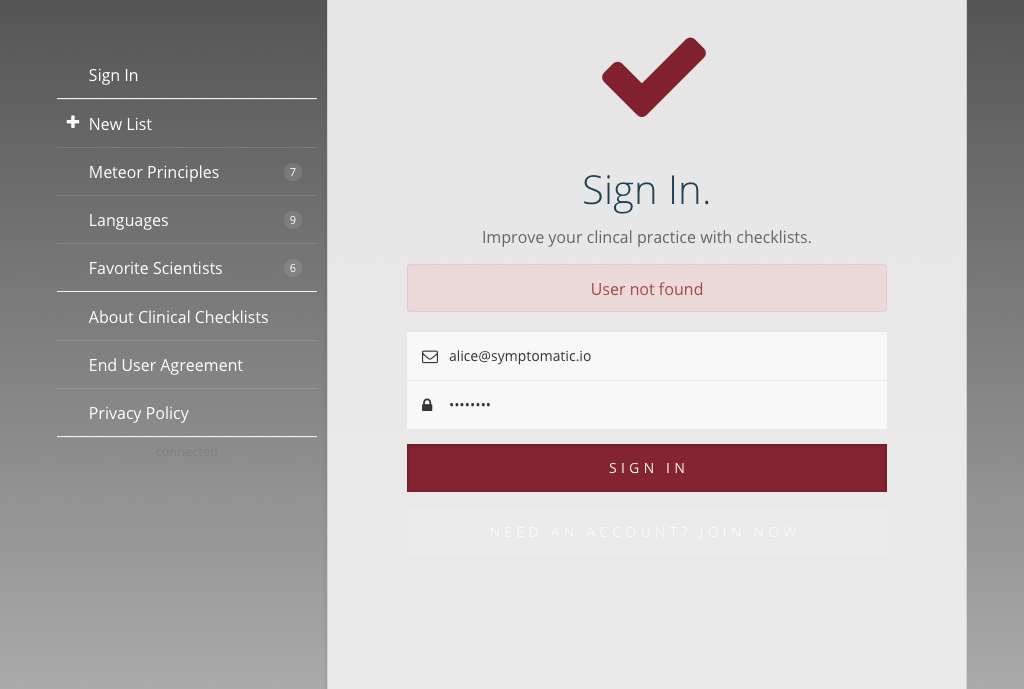 Sign In
New List
Meteor Principles 7
Languages 9
Favorite Scientists 6
About Clinical Checklists
End User Agreement
Privacy Policy
connected
Sign In.
Improve your clincal practice with checklists.
User not found
alice@symptomatic.io
••••••••
SIGN IN
NEED AN ACCOUNT? JOIN NOW.